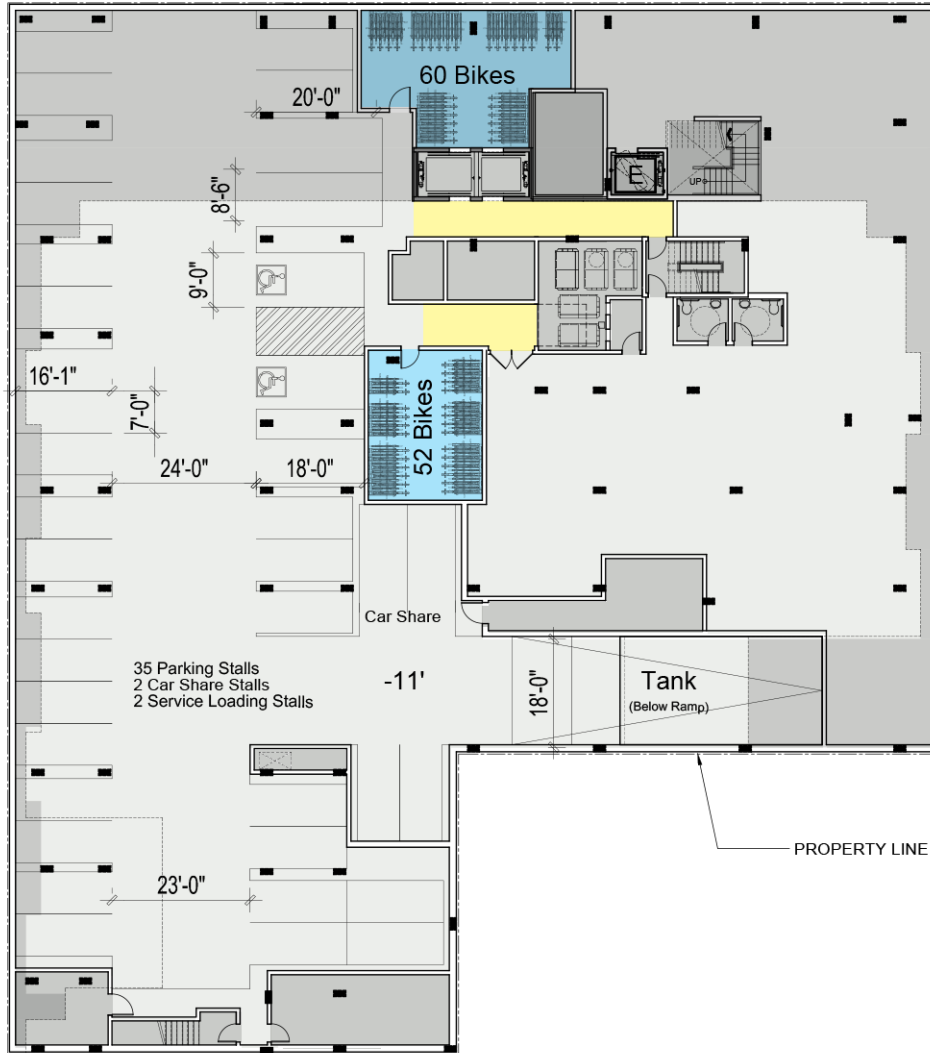 60 Bikes
20'-0"
8'-6"
E
UP
9'-0"
16'-1"
7'-0"
52 Bikes
24'-0"
18'-0"
Car Share
35 Parking Stalls
2 Car Share Stalls
2 Service Loading Stalls
-11'
18'-0"
Tank
(Below Ramp)
PROPERTY LINE
23'-0"